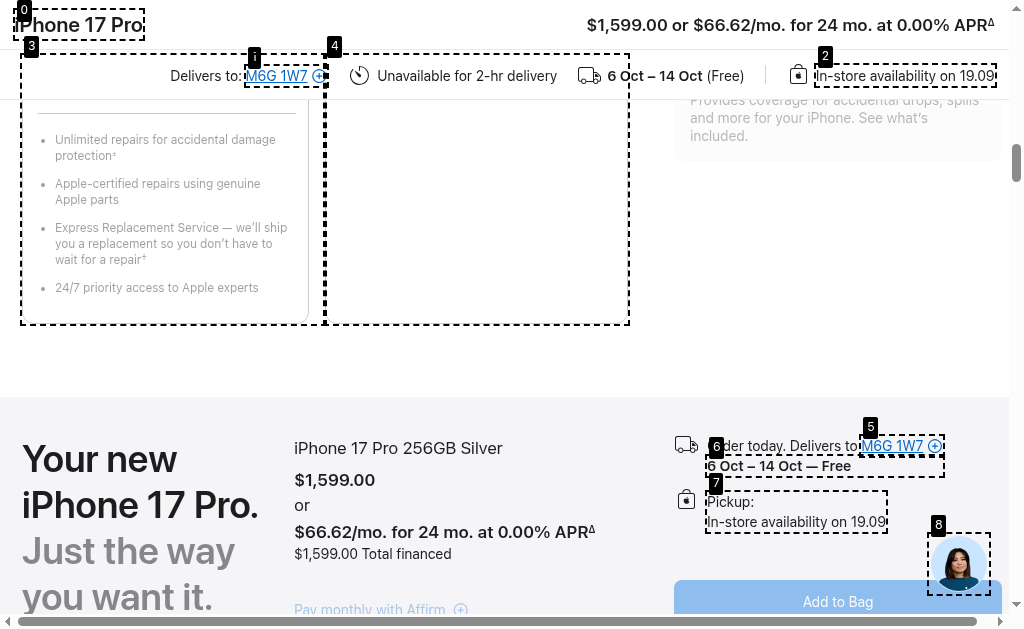 0
iPhone 17 Pro
$1,599.00 or $66.62/mo. for 24 mo. at 0.00% APRΔ
3
4
Delivers to:
i
M6G 1W7
Unavailable for 2-hr delivery
6 Oct – 14 Oct (Free)
2
In-store availability on 19.09
Provides coverage for accidental drops, spills
and more for your iPhone. See what's
included.
Unlimited repairs for accidental damage
protection
Apple-certified repairs using genuine
Apple parts
Express Replacement Service — we'll ship
you a replacement so you don't have to
wait for a repair†
24/7 priority access to Apple experts
Your new
iPhone 17 Pro.
Just the way
you want it.
iPhone 17 Pro 256GB Silver
$1,599.00
or
$66.62/mo. for 24 mo. at 0.00% APRΔ
$1,599.00 Total financed
Pay monthly with Affirm
5
6
Order today. Delivers to M6G 1W7
6 Oct – 14 Oct — Free
7
Pickup:
In-store availability on 19.09
8
Add to Bag